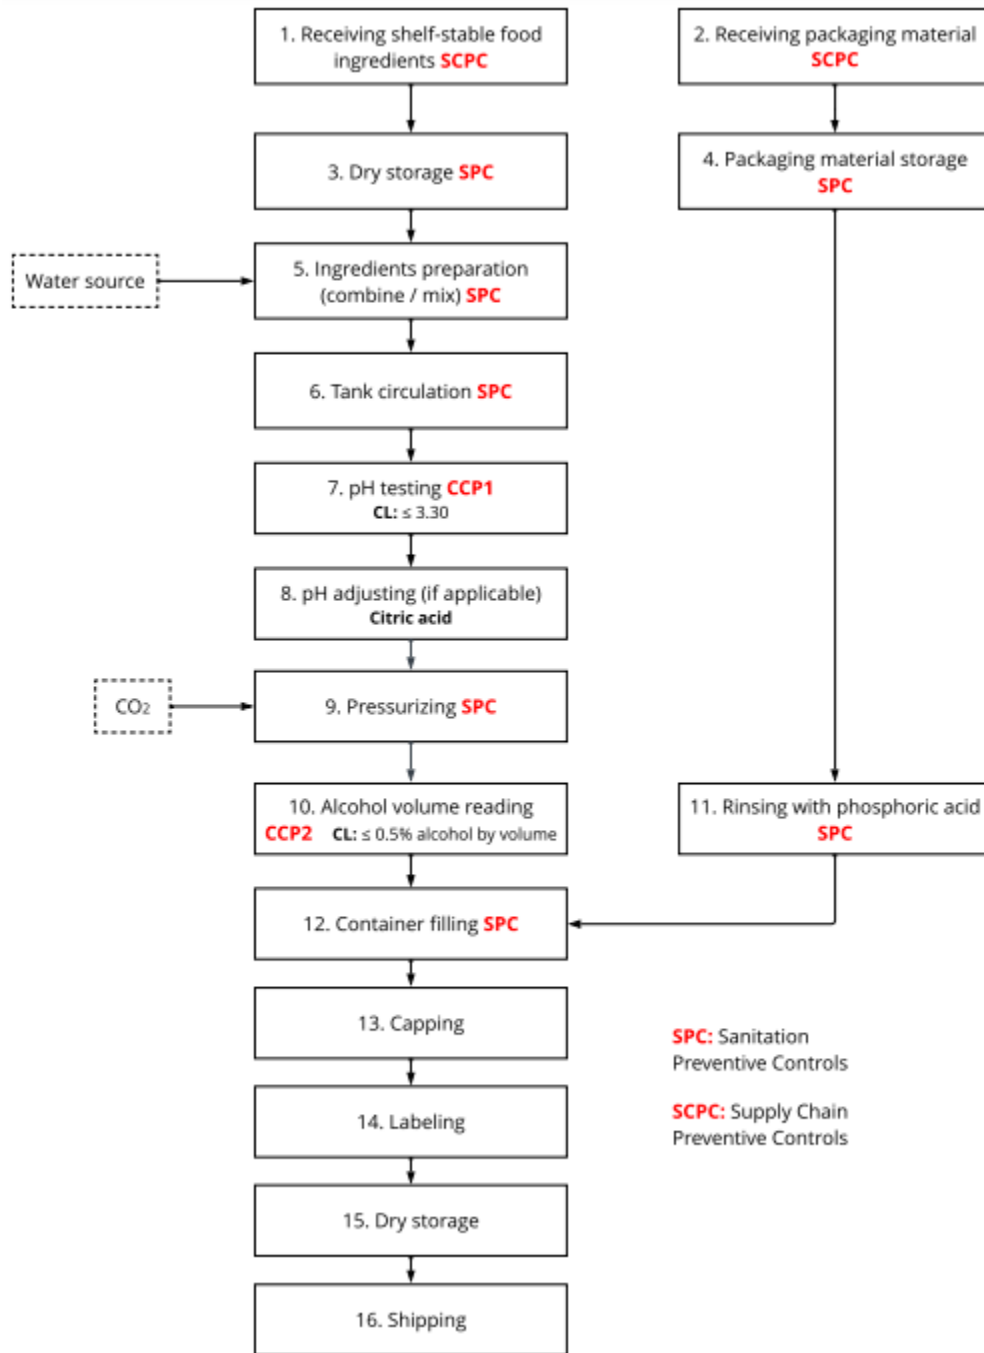 1. Receiving shelf-stable food
ingredients SCPC
2. Receiving packaging material
SCPC
3. Dry storage SPC
4. Packaging material storage
SPC
Water source
5. Ingredients preparation
(combine / mix) SPC
6. Tank circulation SPC
7. pH testing CCP1
CL: ≤ 3.30
8. pH adjusting (if applicable)
Citric acid
CO2
9. Pressurizing SPC
10. Alcohol volume reading
CCP2 CL: ≤ 0.5% alcohol by volume
11. Rinsing with phosphoric acid
SPC
12. Container filling SPC
13. Capping
SPC: Sanitation
Preventive Controls
14. Labeling
SCPC: Supply Chain
Preventive Controls
15. Dry storage
16. Shipping